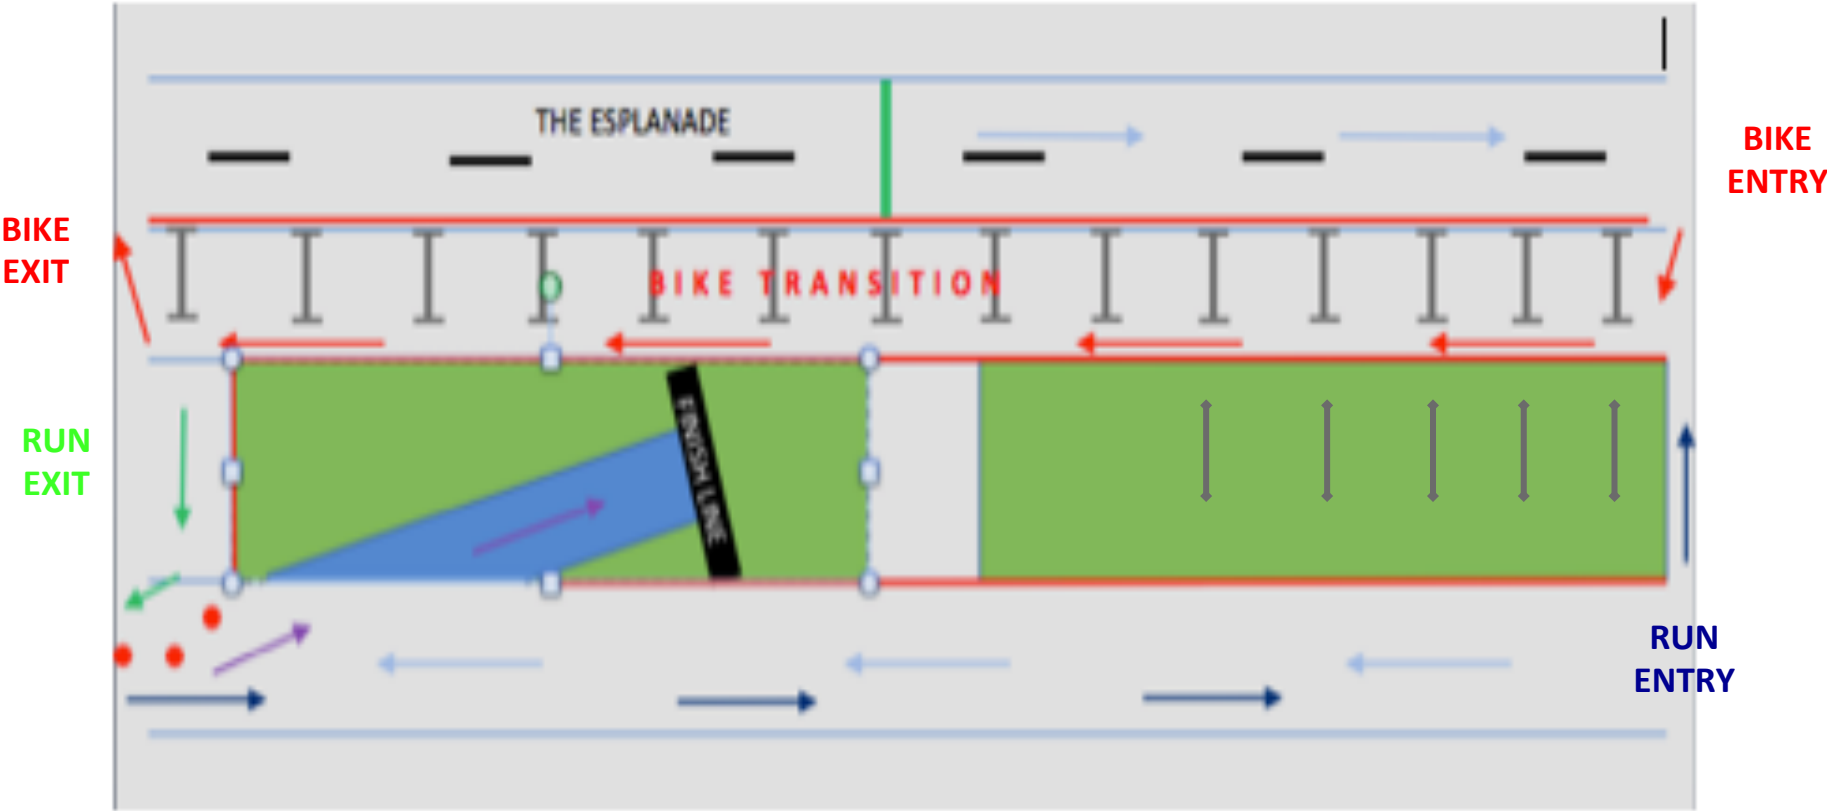 THE ESPLANADE
BIKE
ENTRY
BIKE
EXIT
BIKE TRANSITION
RUN
EXIT
FINISH LINE
RUN
ENTRY